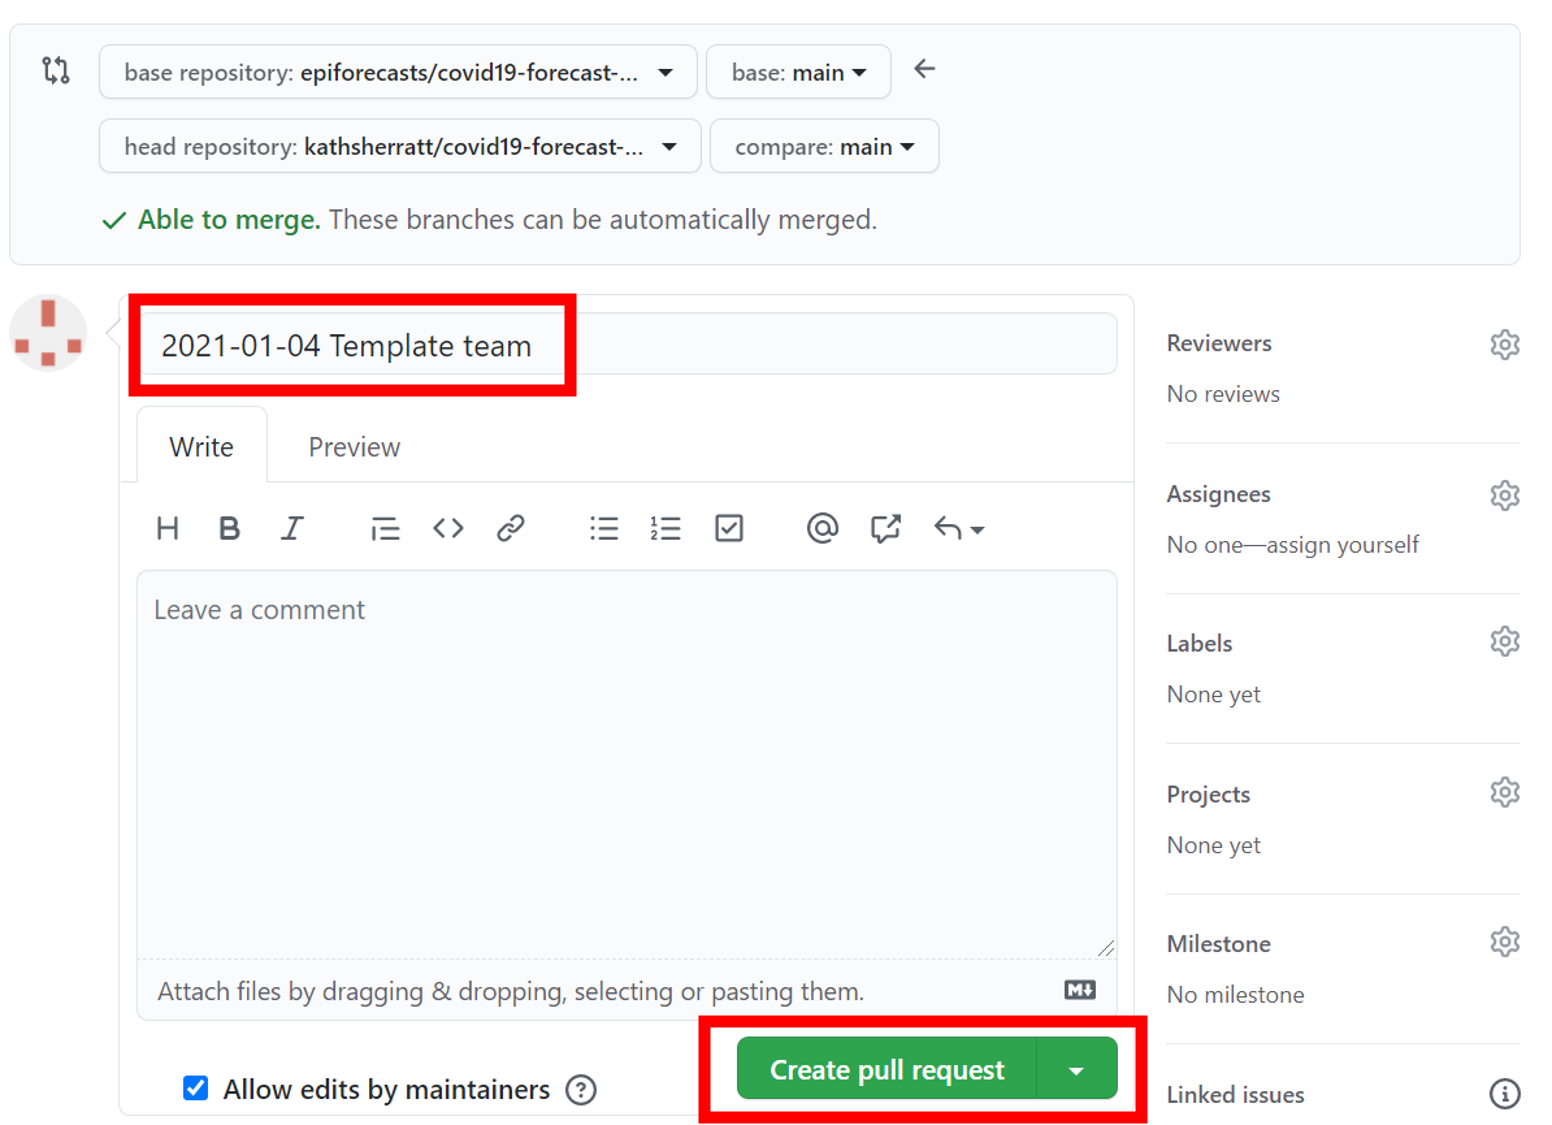 base repository: epiforecasts/covid19-forecast-... base: main
head repository: kathsherratt/covid19-forecast-... compare: main
Able to merge. These branches can be automatically merged.
2021-01-04 Template team
Write Preview
Leave a comment
Attach files by dragging & dropping, selecting or pasting them.
Allow edits by maintainers
Create pull request
Reviewers
No reviews
Assignees
No one—assign yourself
Labels
None yet
Projects
None yet
Milestone
No milestone
Linked issues